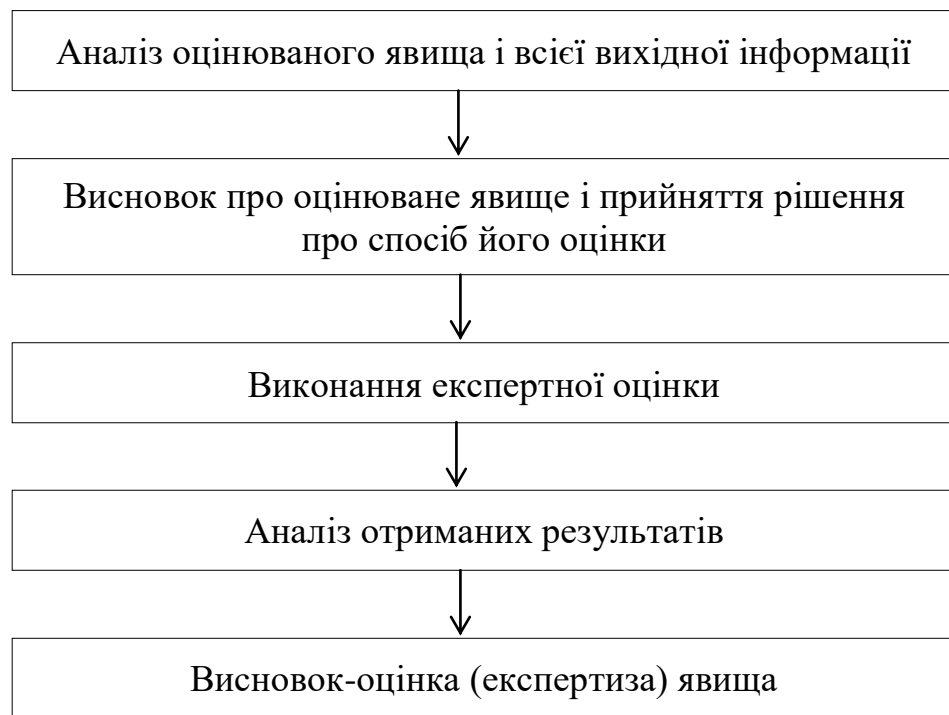 Аналіз оцінюваного явища і всієї вихідної інформації
Висновок про оцінюване явище і прийняття рішення
про спосіб його оцінки
Виконання експертної оцінки
Аналіз отриманих результатів
Висновок-оцінка (експертиза) явища